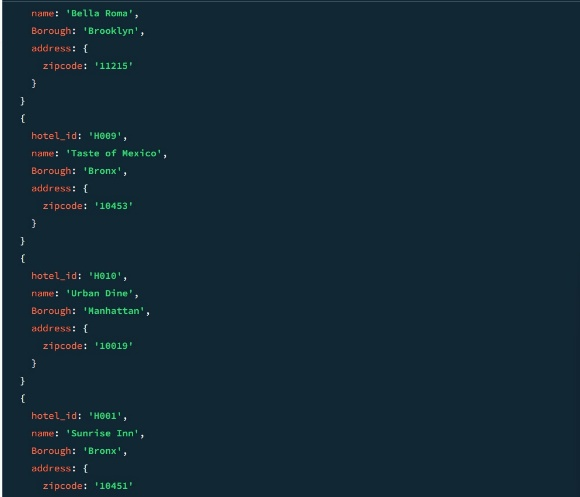 name: 'Bella Roma',
Borough: 'Brooklyn',
address: {
zipcode: '11215'
}
}
{
hotel_id: 'H009',
name: 'Taste of Mexico',
Borough: 'Bronx',
address: {
zipcode: '10453'
}
}
{
hotel_id: 'H010',
name: 'Urban Dine',
Borough: 'Manhattan',
address: {
zipcode: '10019'
}
}
{
hotel_id: 'H001',
name: 'Sunrise Inn',
Borough: 'Bronx',
address: {
zipcode: '10451'